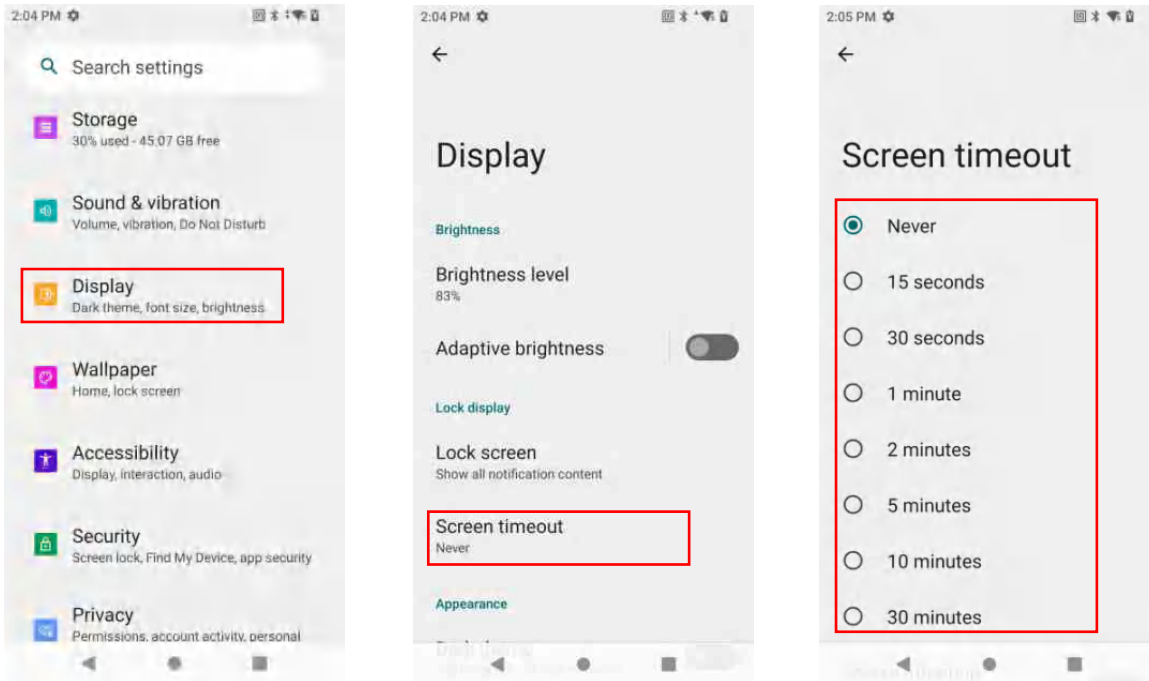 2:04 PM
Search settings
Storage
30% used - 45.07 GB free
Sound & vibration
Volume, vibration, Do Not Disturb
Display
Dark theme, font size, brightness
Wallpaper
Home, lock screen
Accessibility
Display, interaction, audio
Security
Screen lock, Find My Device, app security
Privacy
Permissions, account activity, personal
2:04 PM
Display
Brightness
Brightness level
83%
Adaptive brightness
Lock display
Lock screen
Show all notification content
Screen timeout
Never
Appearance
Dark theme
2:05 PM
Screen timeout
Never
15 seconds
30 seconds
1 minute
2 minutes
5 minutes
10 minutes
30 minutes